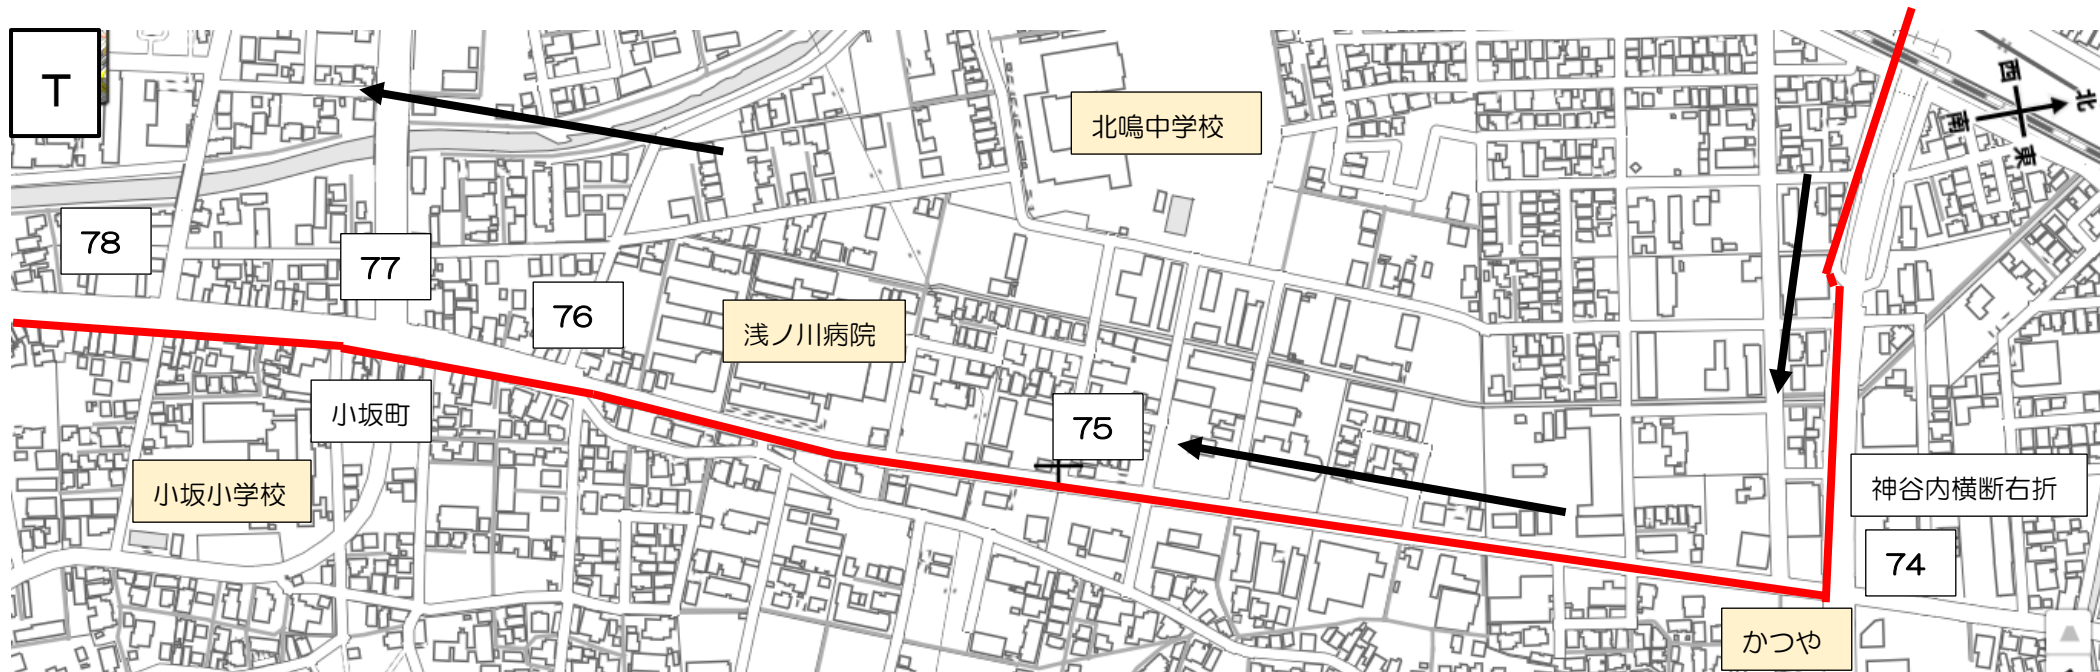 T
北鳴中学校
西
北
南
東
78
77
76
浅ノ川病院
小坂町
75
小坂小学校
神谷内横断右折
74
かつや